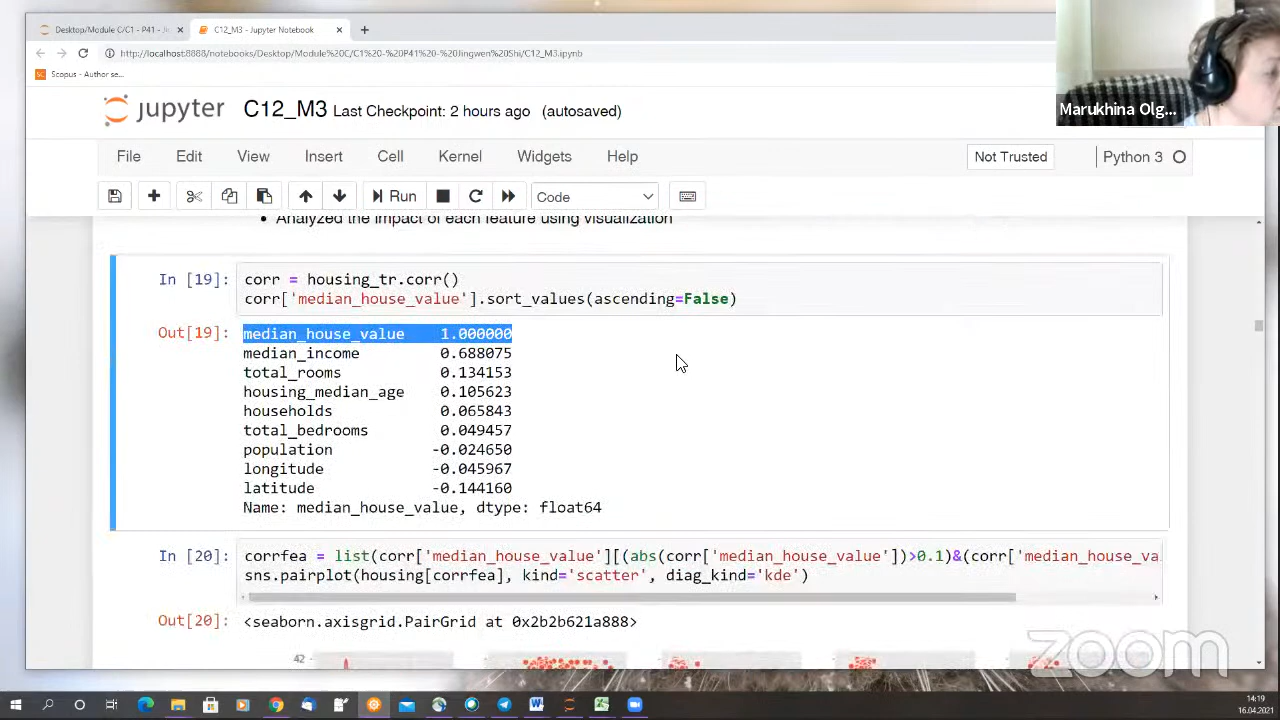 Desktop/Module C/C1 - P41 - Ji
C12_M3 - Jupyter Notebook
http://localhost:8888/notebooks/Desktop/Module%20C/C1%20-%20P41%20-%20Jingwen%20Shi/C12_M3.ipynb
Scopus - Author se...
Marukhina Olg...
jupyter C12_M3 Last Checkpoint: 2 hours ago (autosaved)
File Edit View Insert Cell Kernel Widgets Help Not Trusted Python 3
Run Code
• Analyzed the impact of each feature using visualization
In [19]: corr = housing_tr.corr()
corr['median_house_value'].sort_values(ascending=False)
Out[19]: median_house_value 1.000000
median_income 0.688075
total_rooms 0.134153
housing_median_age 0.105623
households 0.065843
total_bedrooms 0.049457
population -0.024650
longitude -0.045967
latitude -0.144160
Name: median_house_value, dtype: float64
In [20]: corrfea = list(corr['median_house_value'][(abs(corr['median_house_value'])>0.1)&(corr['median_house_va
sns.pairplot(housing[corrfea], kind='scatter', diag_kind='kde')
Out[20]: <seaborn.axisgrid.PairGrid at 0x2b2b621a888>
42
zoom
14:19
16.04.2021